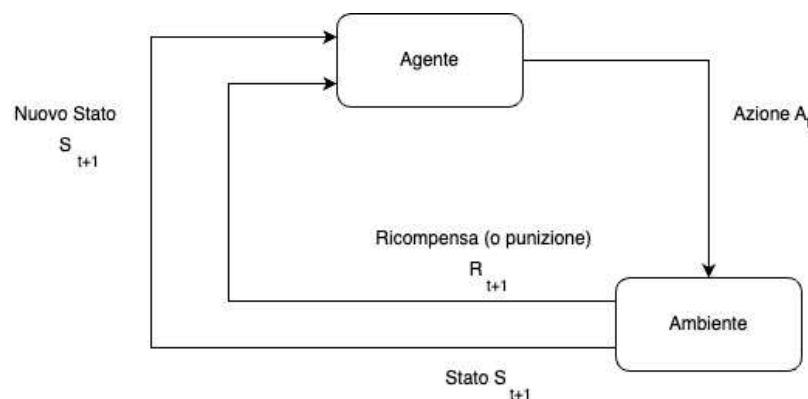 Agente
Nuovo Stato
S t+1
Azione A t
Ricompensa (o punizione)
R t+1
Ambiente
Stato S t+1